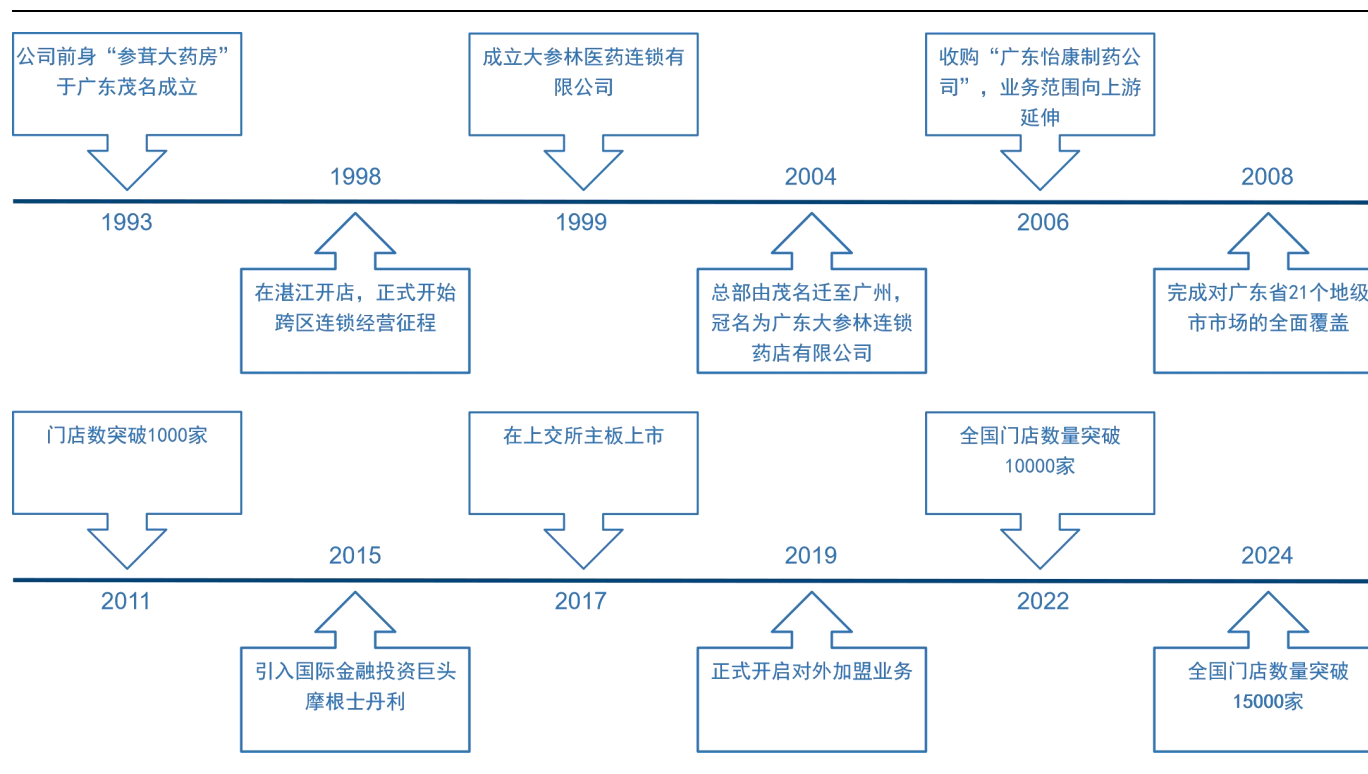 公司前身“参茸大药房”
于广东茂名成立
1993
1998
在湛江开店，正式开始
跨区连锁经营征程
成立大参林医药连锁有
限公司
1999
2004
总部由茂名迁至广州，
冠名为广东大参林连锁
药店有限公司
收购“广东怡康制药公
司”，业务范围向上游
延伸
2006
2008
完成对广东省21个地级
市市场的全面覆盖
门店数突破1000家
2011
2015
引入国际金融投资巨头
摩根士丹利
在上交所主板上市
2017
2019
正式开启对外加盟业务
全国门店数量突破
10000家
2022
2024
全国门店数量突破
15000家